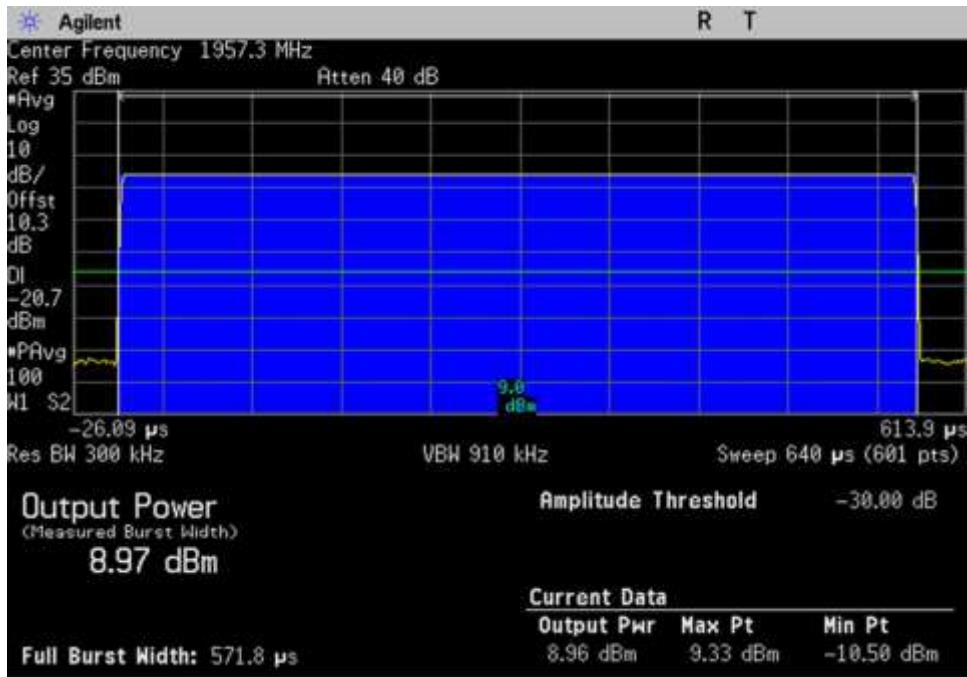 Agilent R T
Center Frequency 1957.3 MHz
Ref 35 dBm Atten 40 dB
*Avg
Log
10
dB/
Offst
10.3
dB
DI
-20.7
dBm
*PAvg
100
W1 S2
9.0
dBm
-26.09 µs 613.9 µs
Res BW 300 kHz VBW 910 kHz Sweep 640 µs (601 pts)
Output Power Amplitude Threshold -30.00 dB
(Measured Burst Width)
8.97 dBm
Current Data
Output Pwr Max Pt Min Pt
Full Burst Width: 571.8 µs 8.96 dBm 9.33 dBm -10.50 dBm